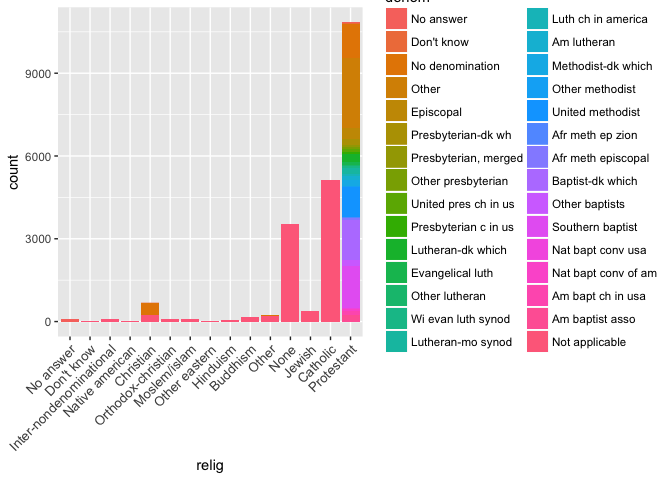 denom
No answer
Don't know
No denomination
Other
Episcopal
Presbyterian-dk wh
Presbyterian, merged
Other presbyterian
United pres ch in us
Presbyterian c in us
Lutheran-dk which
Evangelical luth
Other lutheran
Wi evan luth synod
Lutheran-mo synod
Luth ch in america
Am lutheran
Methodist-dk which
Other methodist
United methodist
Afr meth ep zion
Afr meth episcopal
Baptist-dk which
Other baptists
Southern baptist
Nat bapt conv usa
Nat bapt conv of am
Am bapt ch in usa
Am baptist asso
Not applicable
count
9000
6000
3000
0
No answer
Don't know
Inter-nondenominational
Native american
Christian
Orthodox-christian
Moslem/islam
Other eastern
Hinduism
Buddhism
Other
None
Jewish
Catholic
Protestant
relig